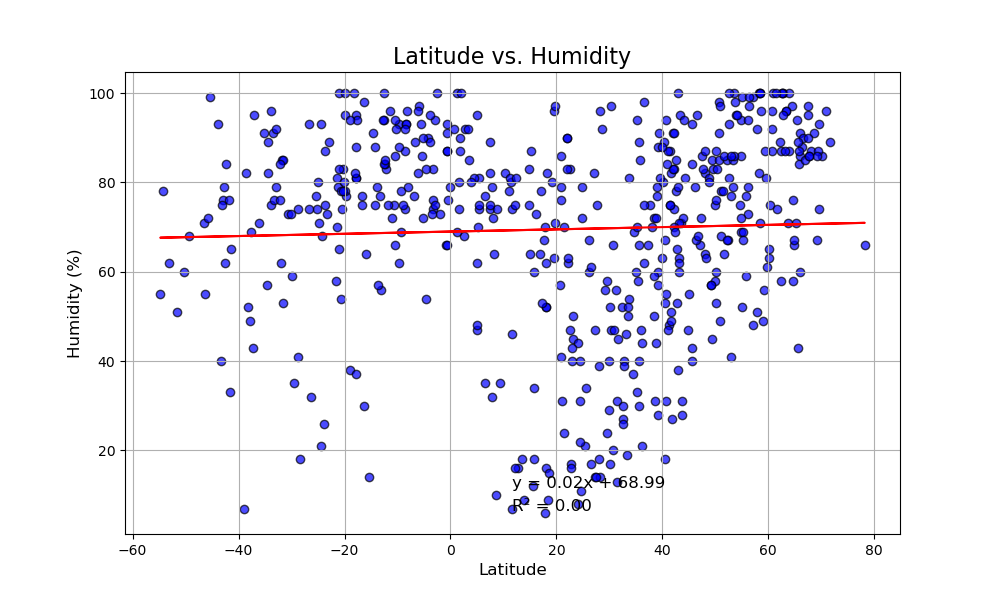 Latitude vs. Humidity
Humidity (%)
100
80
60
40
20
y = 0.02x + 68.99
R² = 0.00
−60 −40 −20 0 20 40 60 80
Latitude